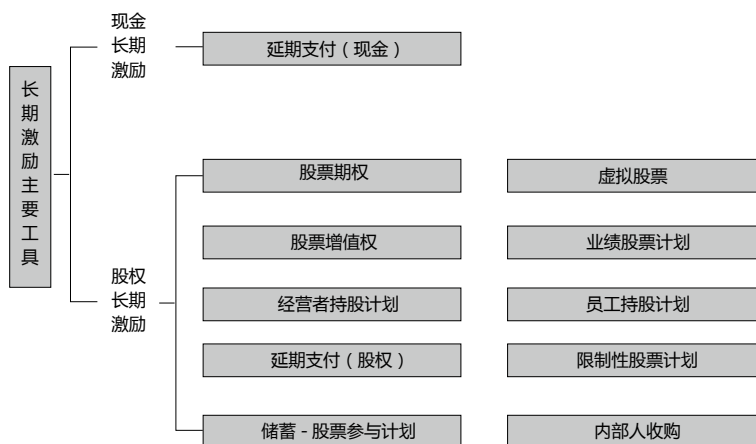 长期激励主要工具
现金
长期
激励
延期支付（现金）
股权
长期
激励
股票期权
虚拟股票
股票增值权
业绩股票计划
经营者持股计划
员工持股计划
延期支付（股权）
限制性股票计划
储蓄 - 股票参与计划
内部人收购